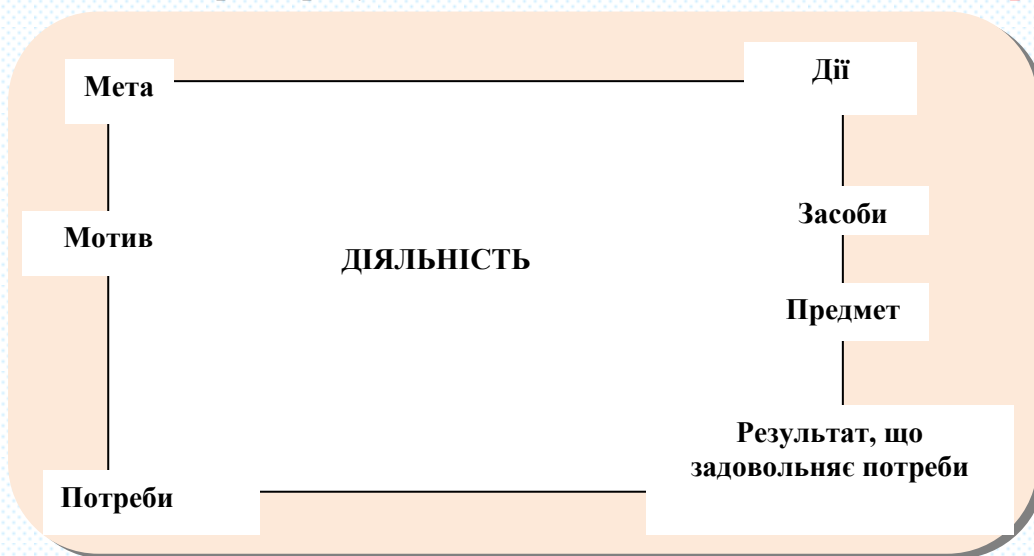 Мета
Дії
Засоби
Мотив
ДІЯЛЬНІСТЬ
Предмет
Результат, що
задовольняє потреби
Потреби